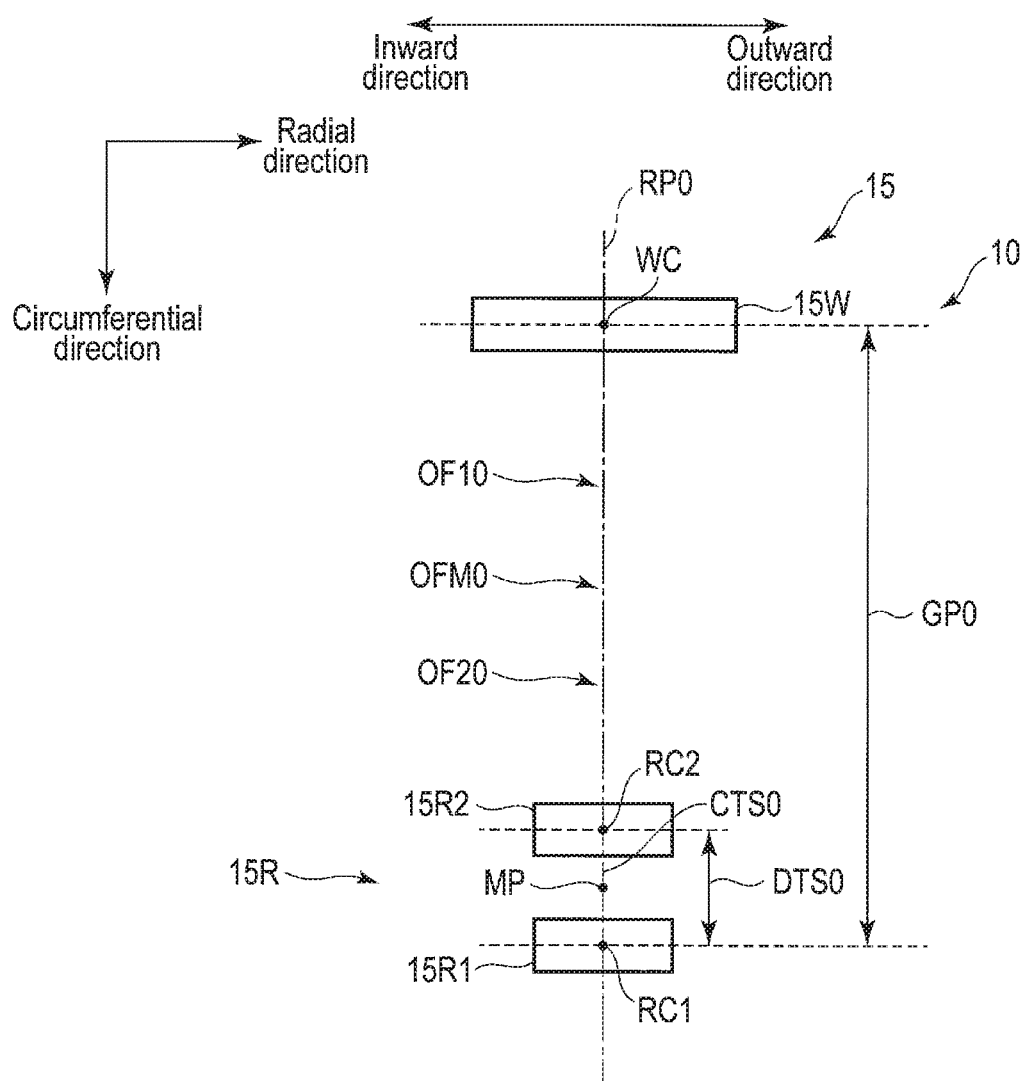 Inward
direction
Outward
direction
Radial
direction
Circumferential
direction
RP0
15
WC
10
15W
OF10
OFM0
GP0
OF20
RC2
15R2
CTS0
15R
MP
DTS0
15R1
RC1